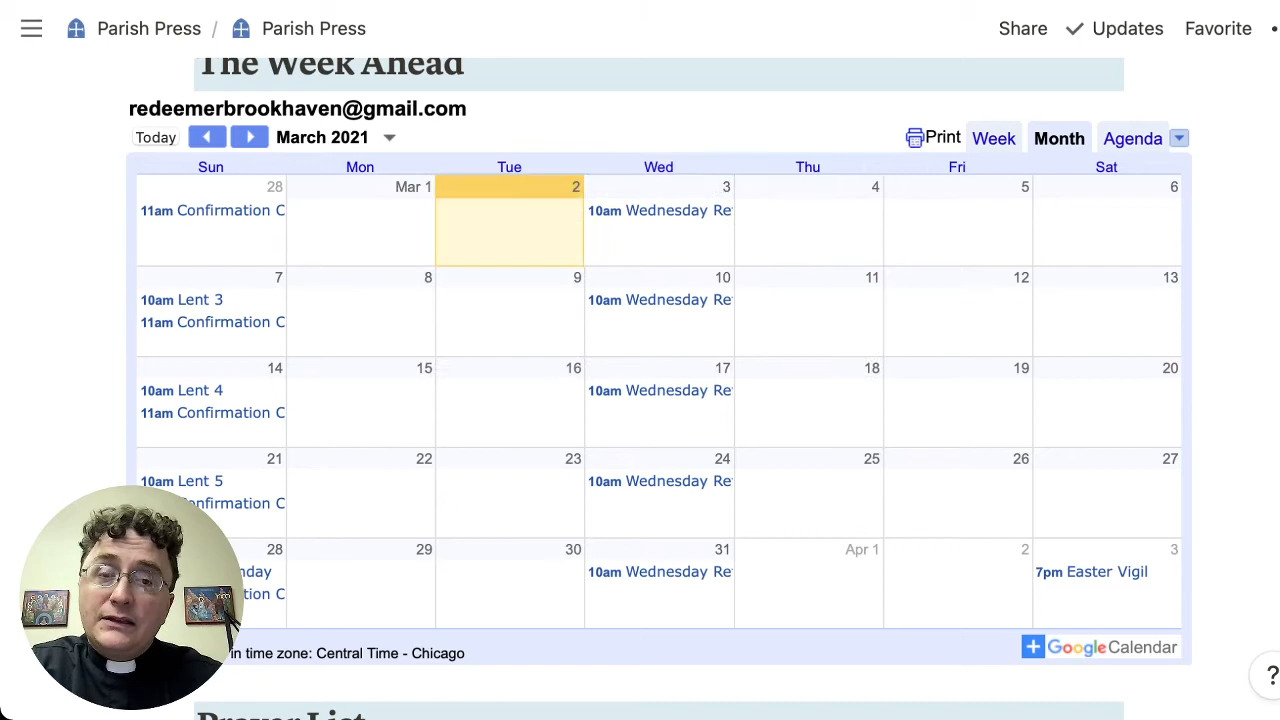 Parish Press / Parish Press
Share Updates Favorite
The Week Ahead
redeemerbrookhaven@gmail.com
Today March 2021 Print Week Month Agenda
Sun Mon Tue Wed Thu Fri Sat
28 Mar 1 2 3 4 5 6
11am Confirmation C 10am Wednesday Re
7 8 9 10 11 12 13
10am Lent 3 10am Wednesday Re
11am Confirmation C
14 15 16 17 18 19 20
10am Lent 4 10am Wednesday Re
11am Confirmation C
21 22 23 24 25 26 27
10am Lent 5 10am Wednesday Re
onfirmation C
28 29 30 31 Apr 1 2 3
nday 10am Wednesday Re 7pm Easter Vigil
tion C
in time zone: Central Time - Chicago
+ Google Calendar
?
Prayer List